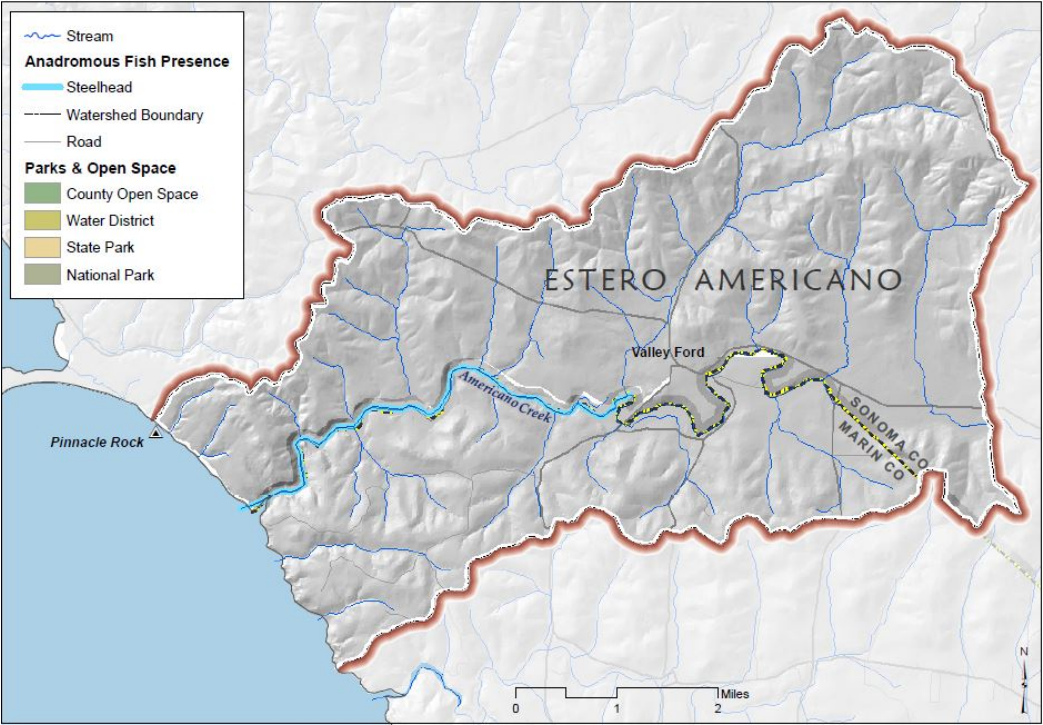 Stream
Anadromous Fish Presence
Steelhead
Watershed Boundary
Road
Parks & Open Space
County Open Space
Water District
State Park
National Park
ESTERO AMERICANO
Valley Ford
Americano Creek
SONOMA CO
MARIN CO
Pinnacle Rock
N
Miles
0 1 2